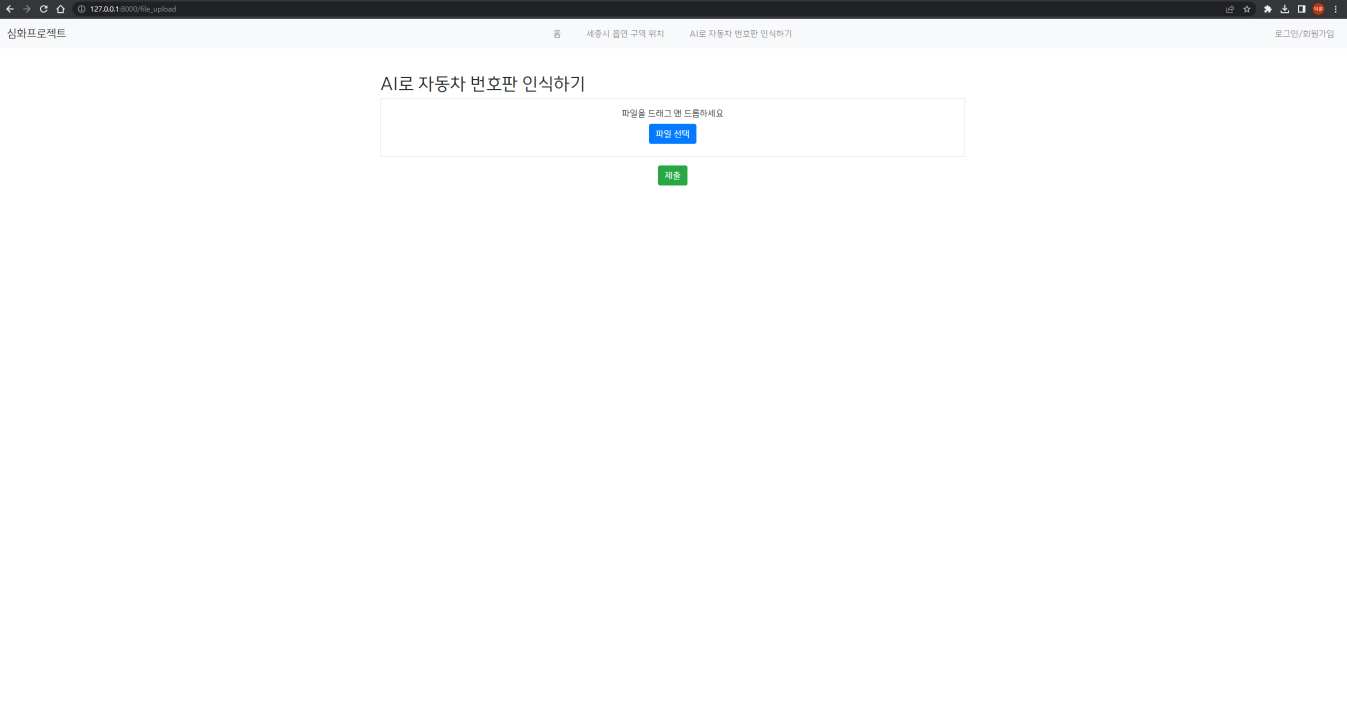 127.0.0.1:8000/file_upload
심화프로젝트
홈
세종시 흡연 구역 위치
AI로 자동차 번호판 인식하기
로그인/회원가입
AI로 자동차 번호판 인식하기
파일을 드래그 앤 드롭하세요
파일 선택
제출